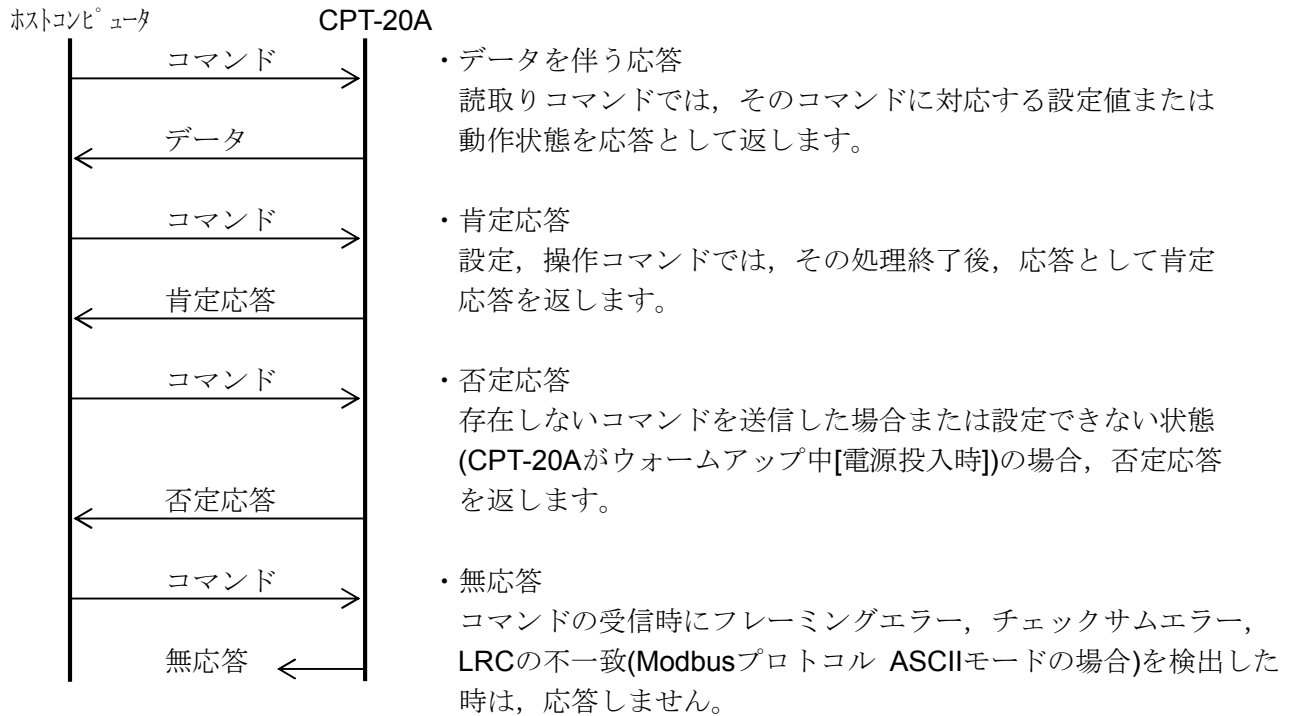 ﾎｽﾄｺﾝﾋﾟｭｰﾀ CPT-20A
コマンド ・データを伴う応答
読取りコマンドでは，そのコマンドに対応する設定値または
データ 動作状態を応答として返します。
コマンド ・肯定応答
設定，操作コマンドでは，その処理終了後，応答として肯定
肯定応答 応答を返します。
コマンド ・否定応答
存在しないコマンドを送信した場合または設定できない状態
(CPT-20Aがウォームアップ中[電源投入時])の場合，否定応答
否定応答 を返します。
コマンド ・無応答
コマンドの受信時にフレーミングエラー，チェックサムエラー，
無応答 LRCの不一致(Modbusプロトコル ASCIIモードの場合)を検出した
時は，応答しません。